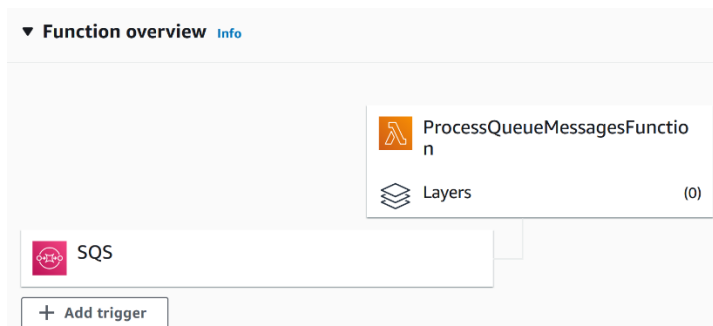 Function overview Info
ProcessQueueMessagesFunctio
n
Layers (0)
SQS
+ Add trigger